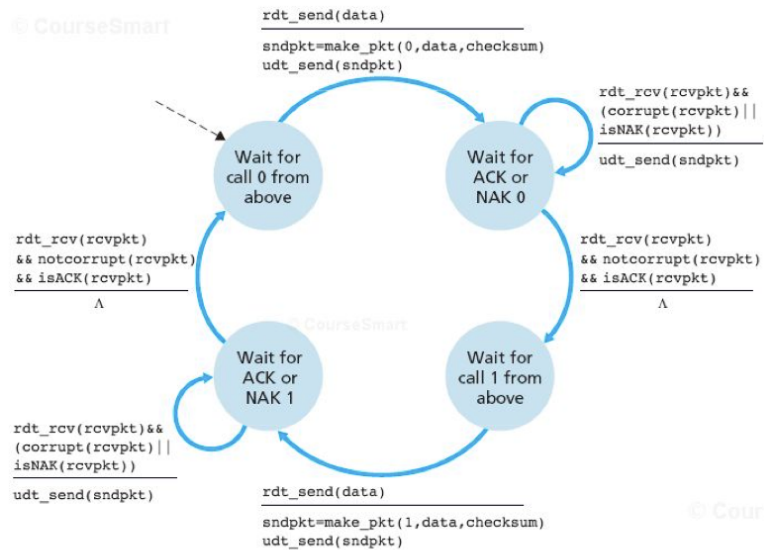 © CourseSmart
rdt_send(data)
sndpkt=make_pkt(0,data,checksum)
udt_send(sndpkt)
rdt_rcv(rcvpkt)&&
(corrupt(rcvpkt)||
isNAK(rcvpkt))
udt_send(sndpkt)
Wait for
call 0 from
above
Wait for
ACK or
NAK 0
rdt_rcv(rcvpkt)
&& notcorrupt(rcvpkt)
&& isACK(rcvpkt)
Λ
rdt_rcv(rcvpkt)
&& notcorrupt(rcvpkt)
&& isACK(rcvpkt)
Λ
© CourseSmart
Wait for
ACK or
NAK 1
Wait for
call 1 from
above
rdt_rcv(rcvpkt)&&
(corrupt(rcvpkt)||
isNAK(rcvpkt))
udt_send(sndpkt)
rdt_send(data)
sndpkt=make_pkt(1,data,checksum)
udt_send(sndpkt)
© Cour